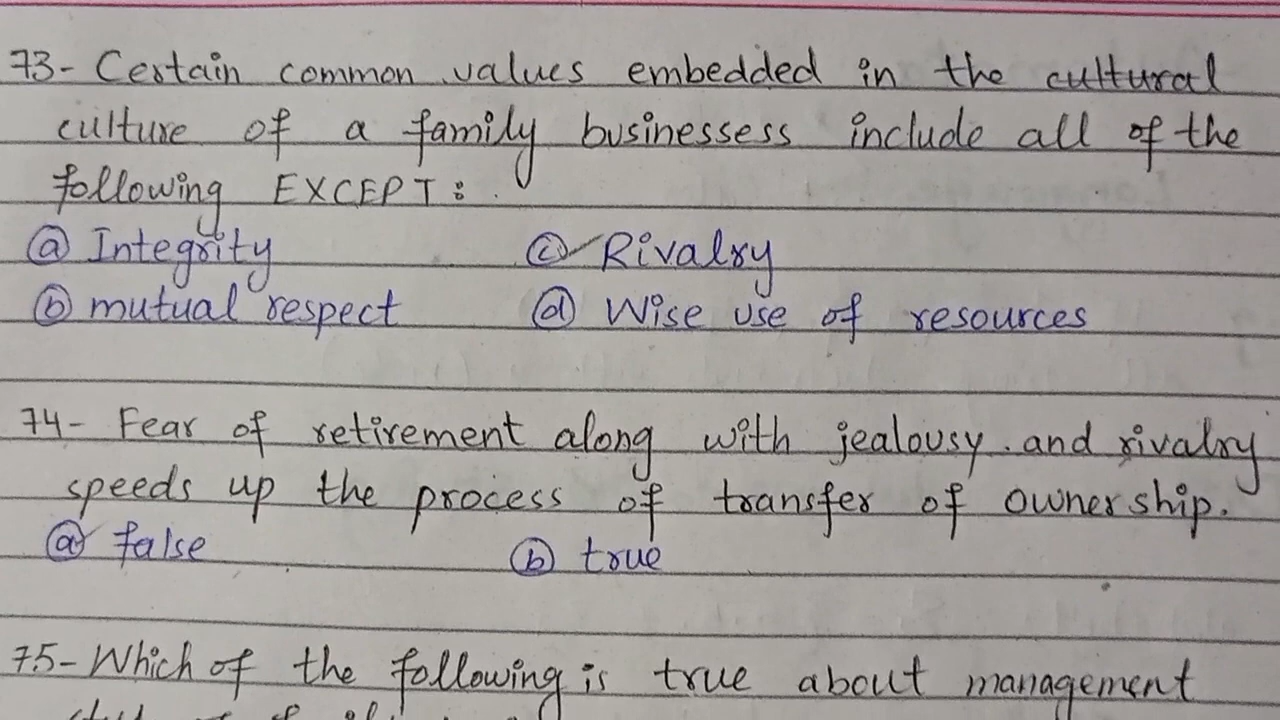 73- Certain common values embedded in the cultural
culture of a family businessess include all of the
following EXCEPT:
(a) Integrity (c) Rivalry
(b) mutual respect (d) Wise use of resources
74- Fear of retirement along with jealousy and rivalry
speeds up the process of transfer of ownership.
(a) false (b) true
75- Which of the following is true about management